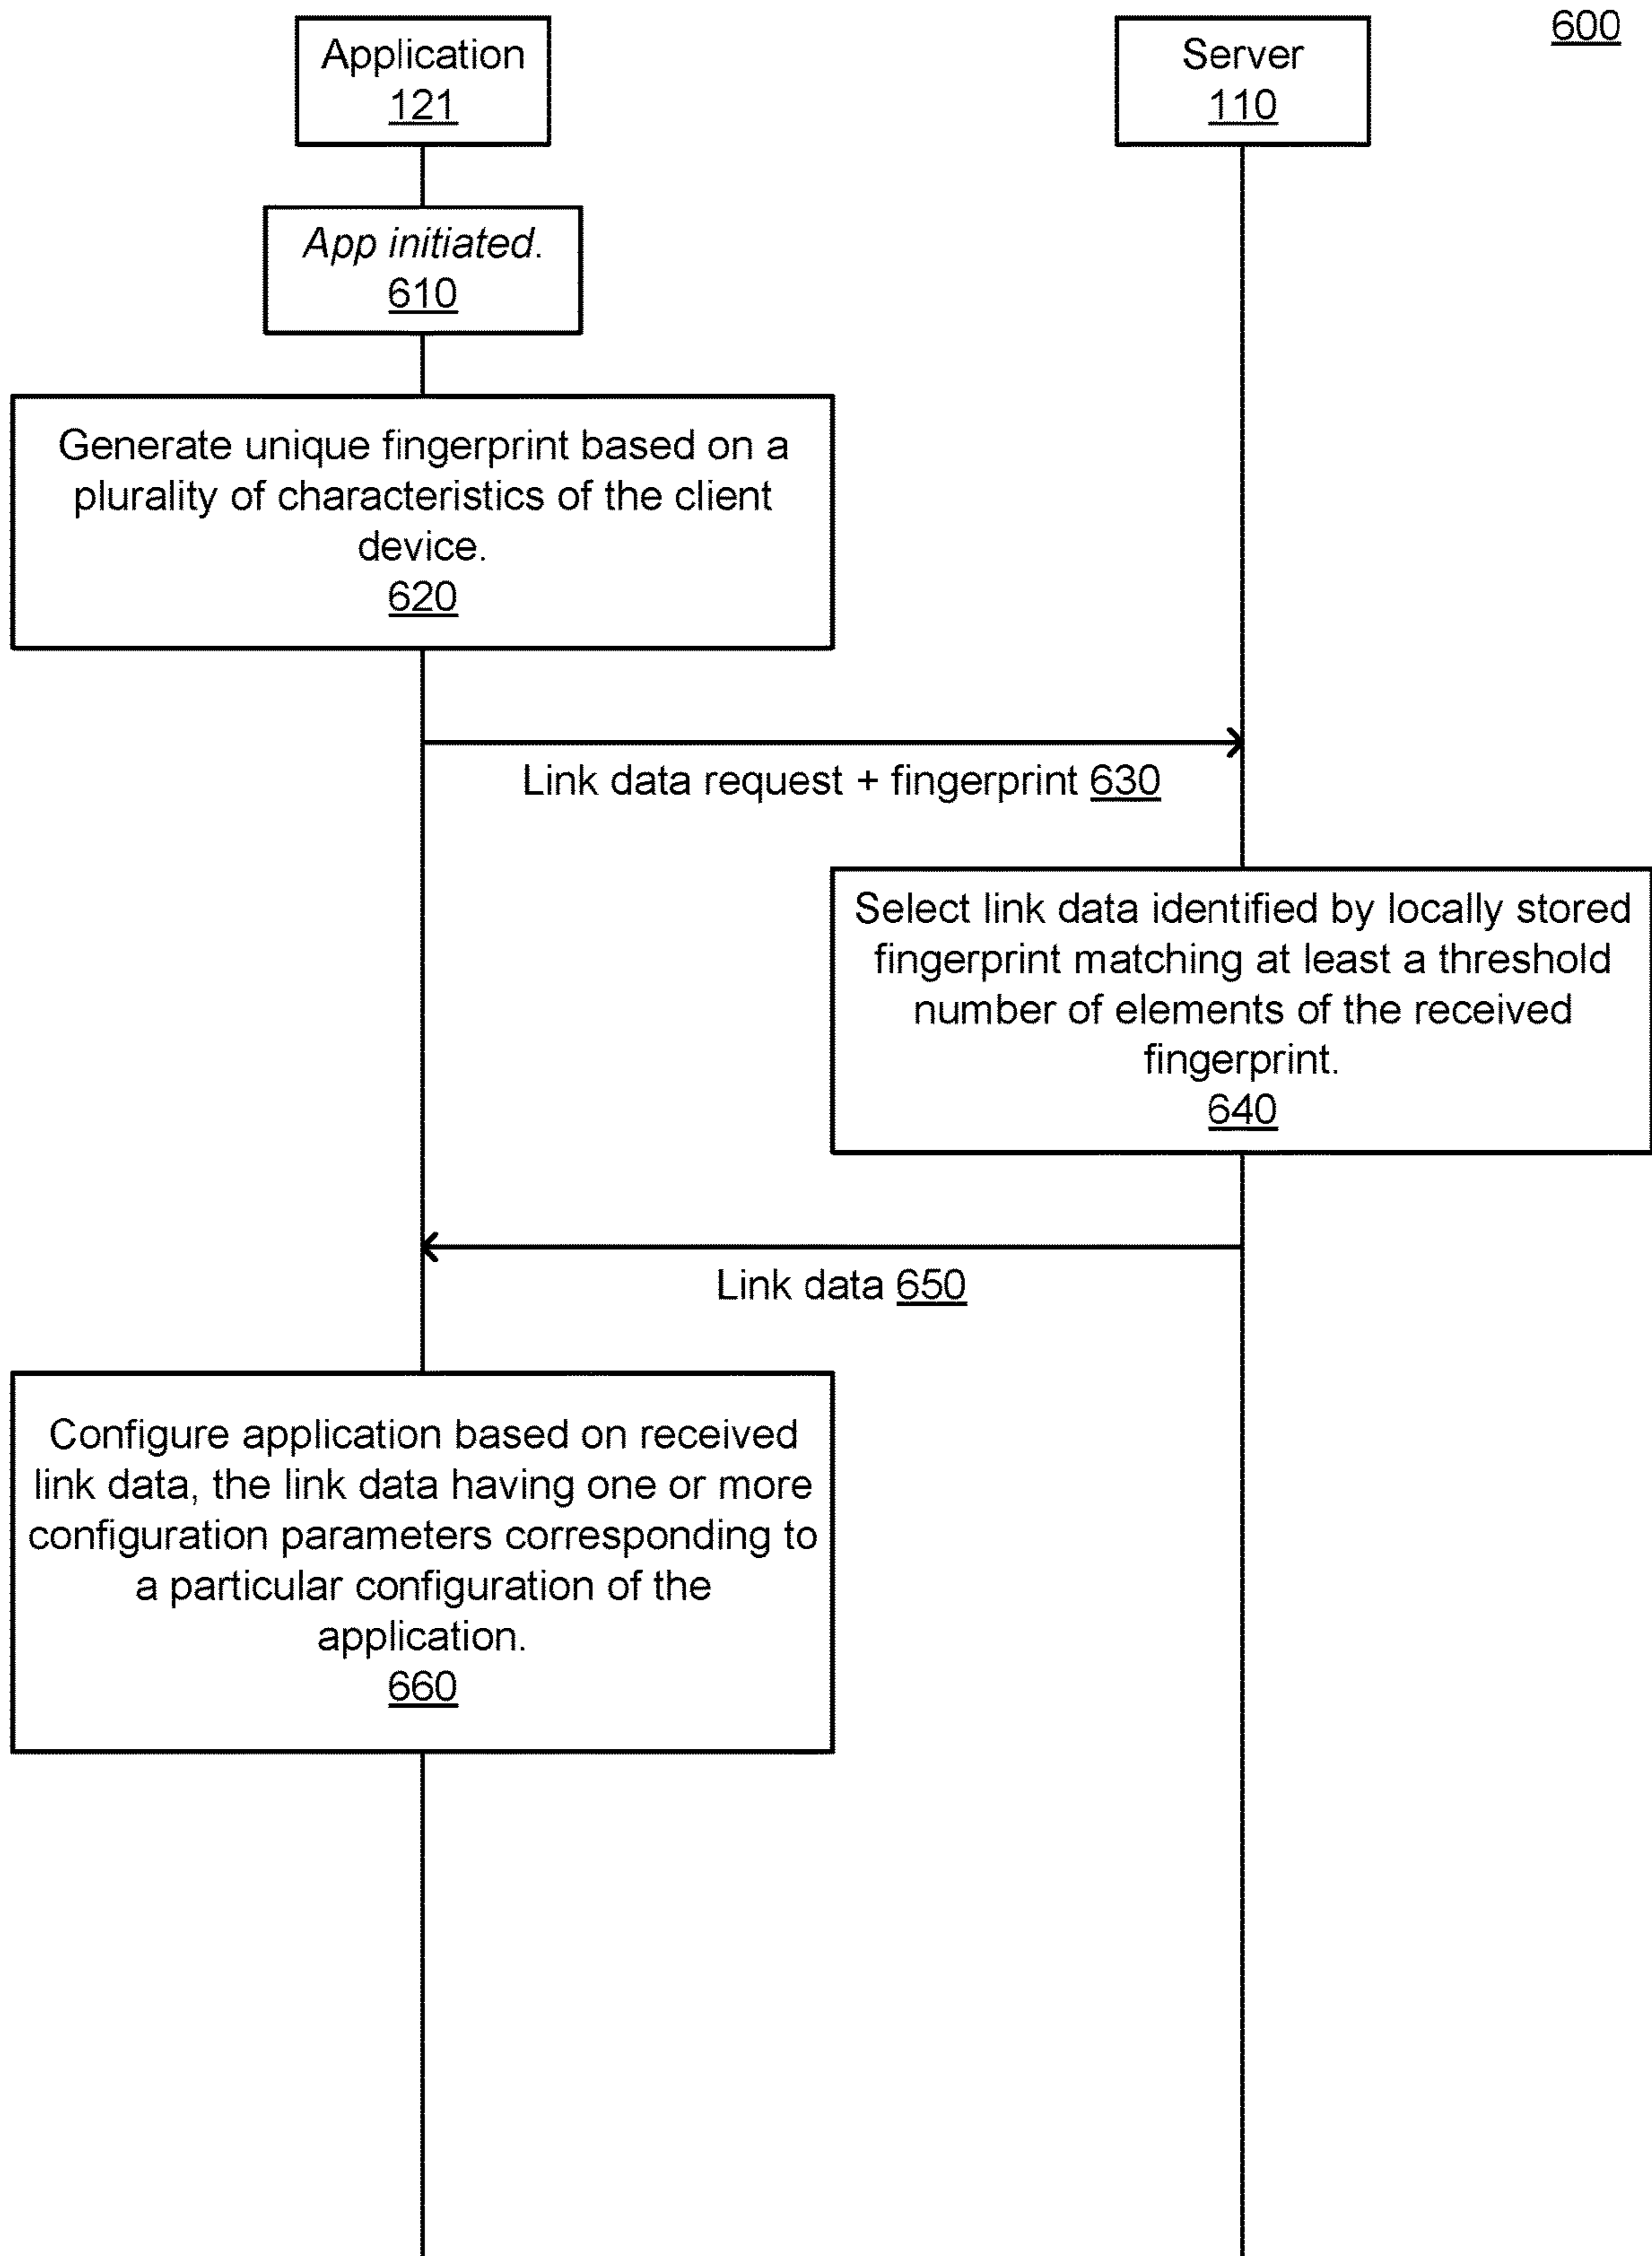 600
Application
121
Server
110
App initiated.
610
Generate unique fingerprint based on a
plurality of characteristics of the client
device.
620
Link data request + fingerprint 630
Select link data identified by locally stored
fingerprint matching at least a threshold
number of elements of the received
fingerprint.
640
Link data 650
Configure application based on received
link data, the link data having one or more
configuration parameters corresponding to
a particular configuration of the
application.
660